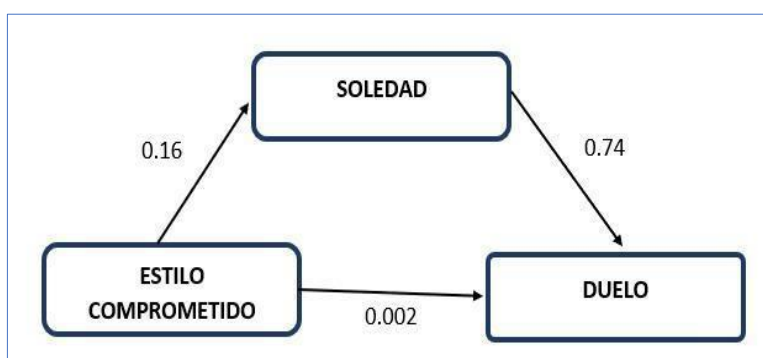 SOLEDAD
0.16
0.74
ESTILO
COMPROMETIDO
DUELO
0.002